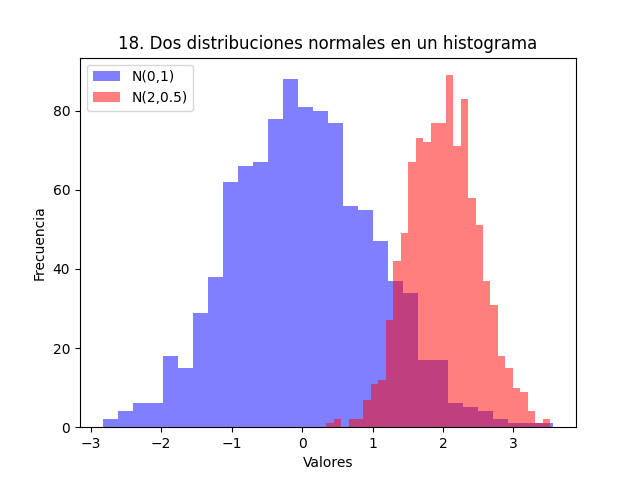 18. Dos distribuciones normales en un histograma
N(0,1)
N(2,0.5)
Frecuencia
80
60
40
20
0
−3 −2 −1 0 1 2 3
Valores